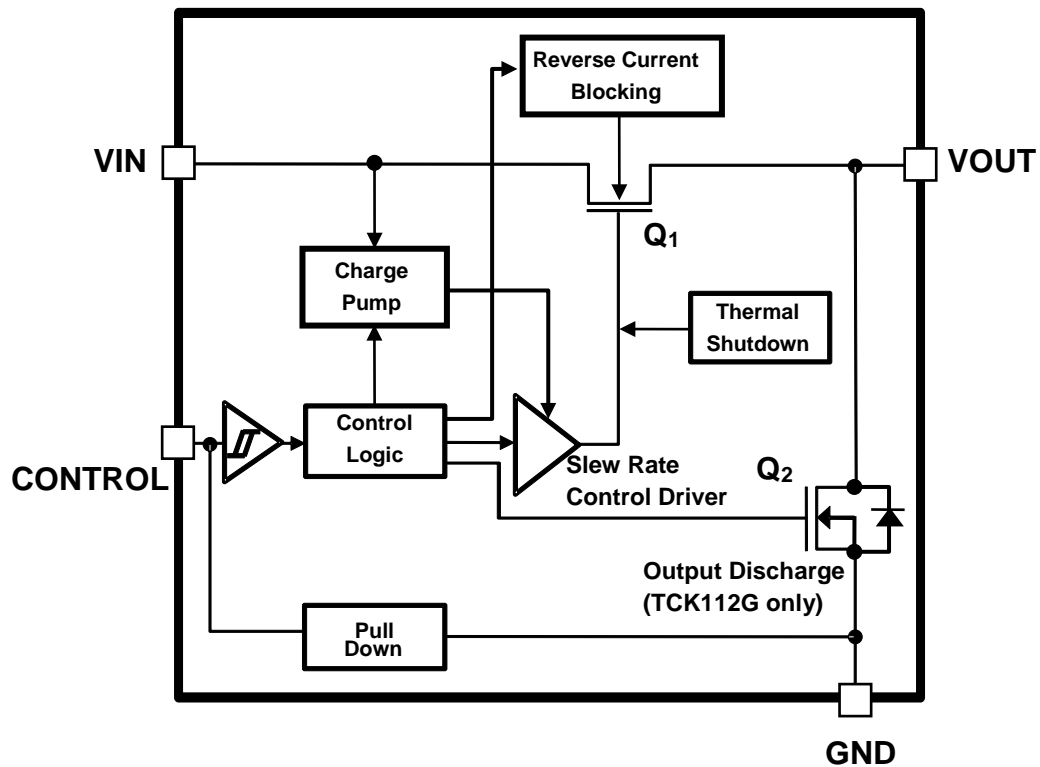 Reverse Current
Blocking
VIN
VOUT
Q1
Charge
Pump
Thermal
Shutdown
Control
Logic
CONTROL
Slew Rate
Control Driver
Q2
Output Discharge
(TCK112G only)
Pull
Down
GND